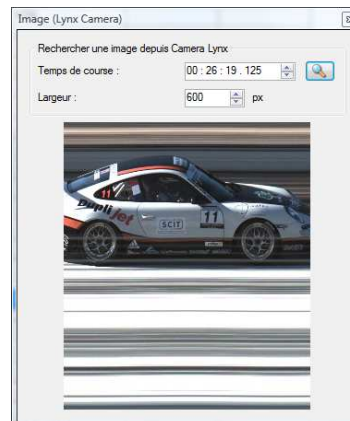 Image (Lynx Camera)
Rechercher une image depuis Camera Lynx
Temps de course : 00 : 26 : 19 . 125
Largeur : 600 px
11
Duplijet
SCIT
11